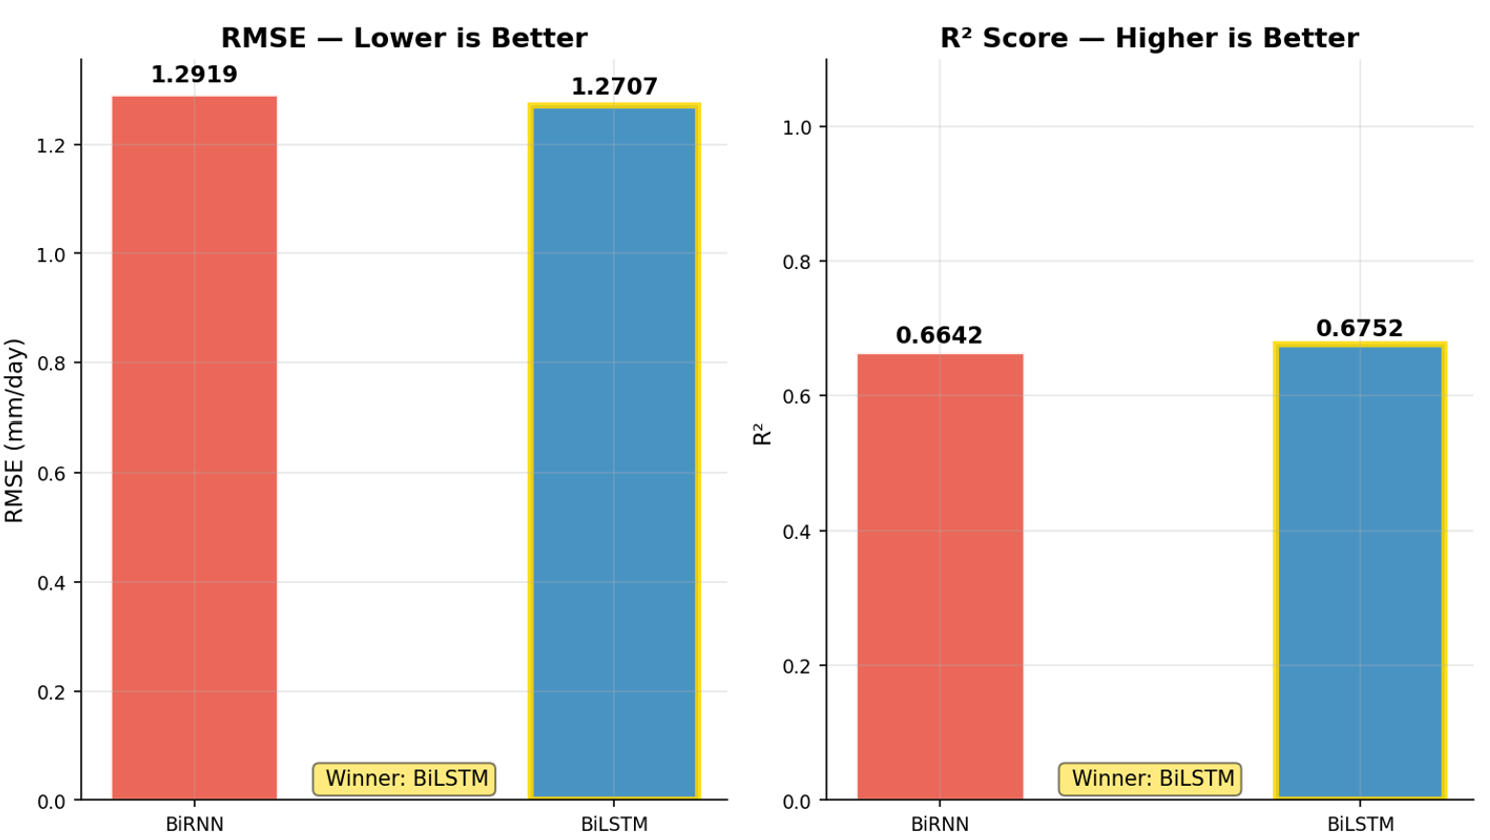 RMSE — Lower is Better
1.2919
1.2707
1.2
1.0
0.8
0.6
0.4
0.2
0.0
RMSE (mm/day)
Winner: BiLSTM
BiRNN
BiLSTM
R² Score — Higher is Better
0.6642
0.6752
1.0
0.8
0.6
0.4
0.2
0.0
R²
Winner: BiLSTM
BiRNN
BiLSTM